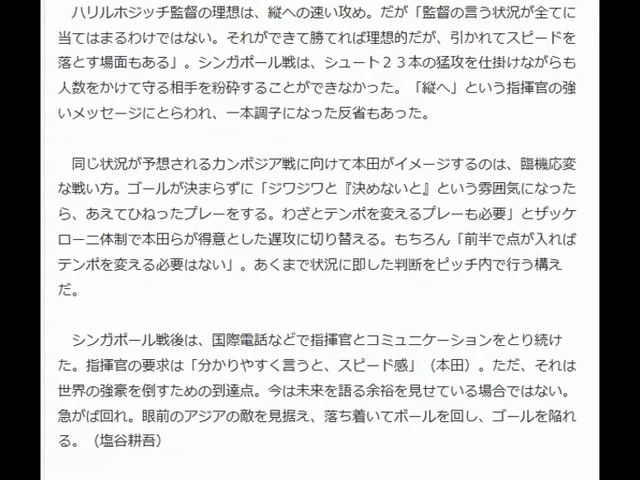 ハリルホジッチ監督の理想は、縦への速い攻め。だが「監督の言う状況が全てに
当てはまるわけではない。それができて勝てれば理想的だが、引かれてスピードを
落とす場面もある」。シンガポール戦は、シュート２３本の猛攻を仕掛けながらも
人数をかけて守る相手を粉砕することができなかった。「縦へ」という指揮官の強
いメッセージにとらわれ、一本調子になった反省もあった。
同じ状況が予想されるカンボジア戦に向けて本田がイメージするのは、臨機応変
な戦い方。ゴールが決まらずに「ジワジワと『決めないと』という雰囲気になった
ら、あえてひねったプレーをする。わざとテンポを変えるプレーも必要」とザッケ
ローニ体制で本田らが得意とした遅攻に切り替える。もちろん「前半で点が入れば
テンポを変える必要はない」。あくまで状況に即した判断をピッチ内で行う構え
だ。
シンガポール戦後は、国際電話などで指揮官とコミュニケーションをとり続け
た。指揮官の要求は「分かりやすく言うと、スピード感」（本田）。ただ、それは
世界の強豪を倒すための到達点。今は未来を語る余裕を見せている場合ではない。
急がば回れ。眼前のアジアの敵を見据え、落ち着いてボールを回し、ゴールを陥れ
る。（塩谷耕吾）